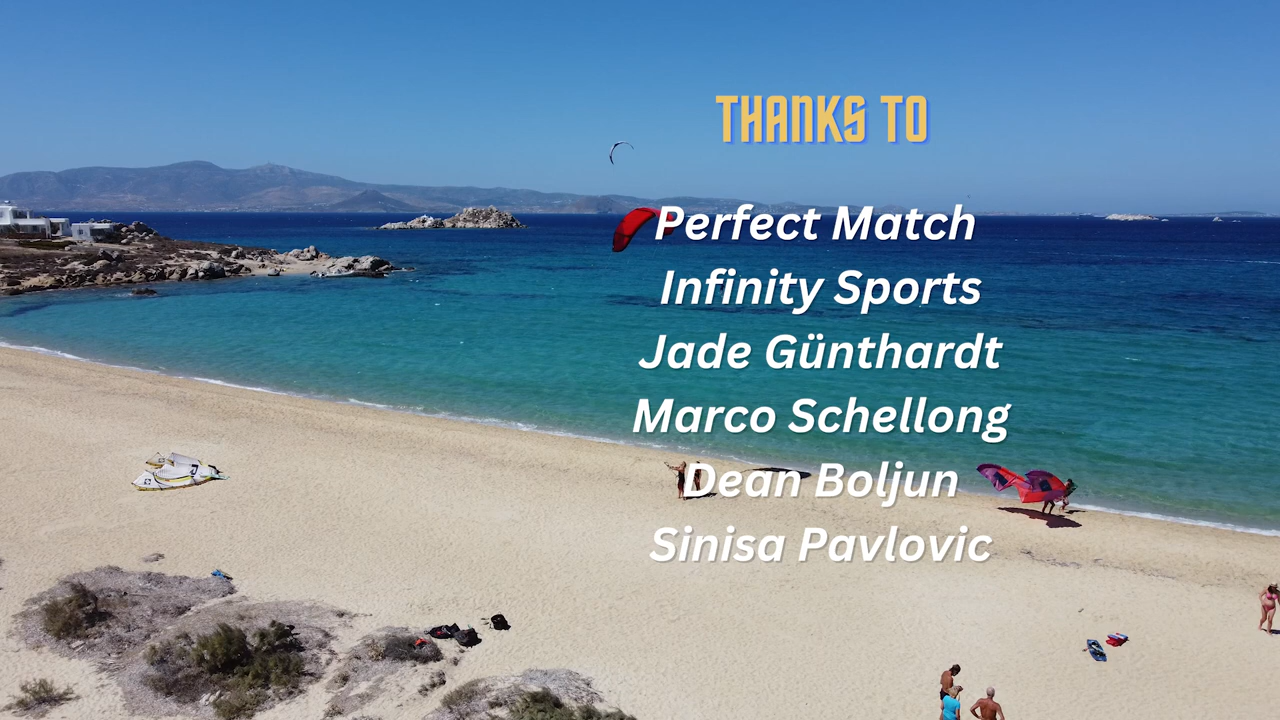 THANKS TO
Perfect Match
Infinity Sports
Jade Günthardt
Marco Schellong
Dean Boljun
Sinisa Pavlovic